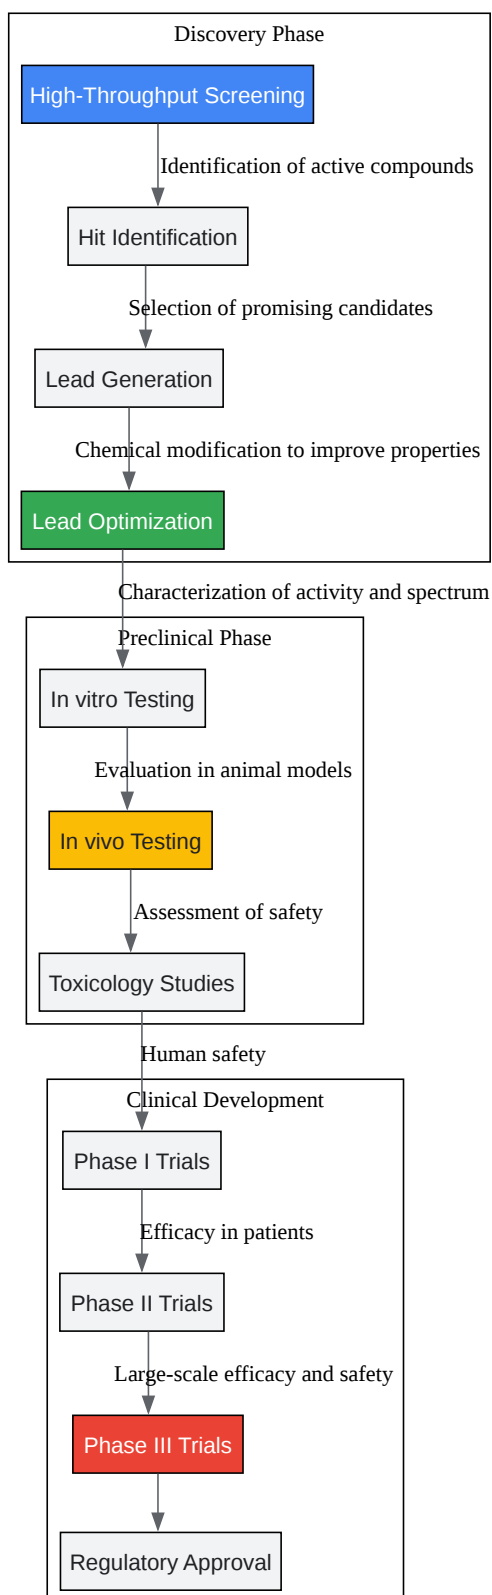 Discovery Phase
High-Throughput Screening
Identification of active compounds
Hit Identification
Selection of promising candidates
Lead Generation
Chemical modification to improve properties
Lead Optimization
Characterization of activity and spectrum
Preclinical Phase
In vitro Testing
Evaluation in animal models
In vivo Testing
Assessment of safety
Toxicology Studies
Human safety
Clinical Development
Phase I Trials
Efficacy in patients
Phase II Trials
Large-scale efficacy and safety
Phase III Trials
Regulatory Approval